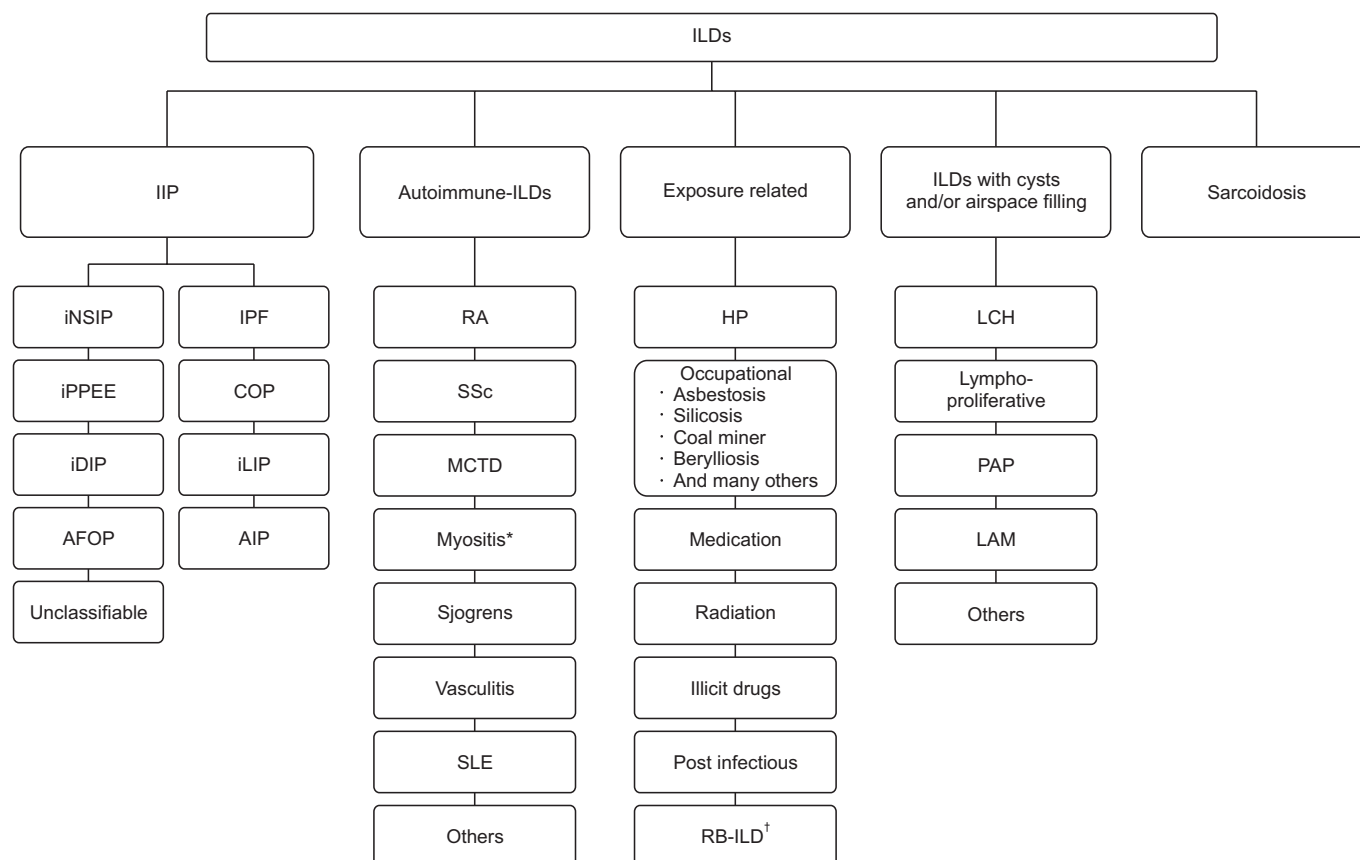 ILDs
IIP
Autoimmune-ILDs
Exposure related
ILDs with cysts
and/or airspace filling
Sarcoidosis
iNSIP
iPPEE
iDIP
AFOP
Unclassifiable
IPF
COP
iLIP
AIP
RA
SSc
MCTD
Myositis*
Sjogrens
Vasculitis
SLE
Others
HP
Occupational
· Asbestosis
· Silicosis
· Coal miner
· Berylliosis
· And many others
Medication
Radiation
Illicit drugs
Post infectious
RB-ILD†
LCH
Lympho-
proliferative
PAP
LAM
Others